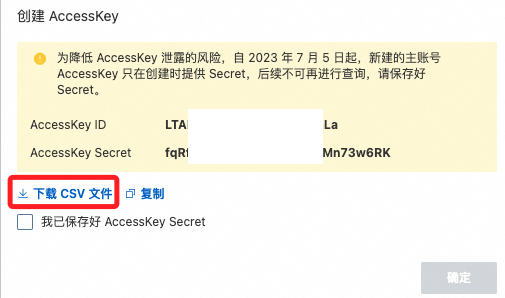 创建 AccessKey
为降低 AccessKey 泄露的风险，自 2023 年 7 月 5 日起，新建的主账号
AccessKey 只在创建时提供 Secret，后续不可再进行查询，请保存好
Secret。
AccessKey ID LTA La
AccessKey Secret fqRf Mn73w6RK
下载 CSV 文件 复制
我已保存好 AccessKey Secret
确定